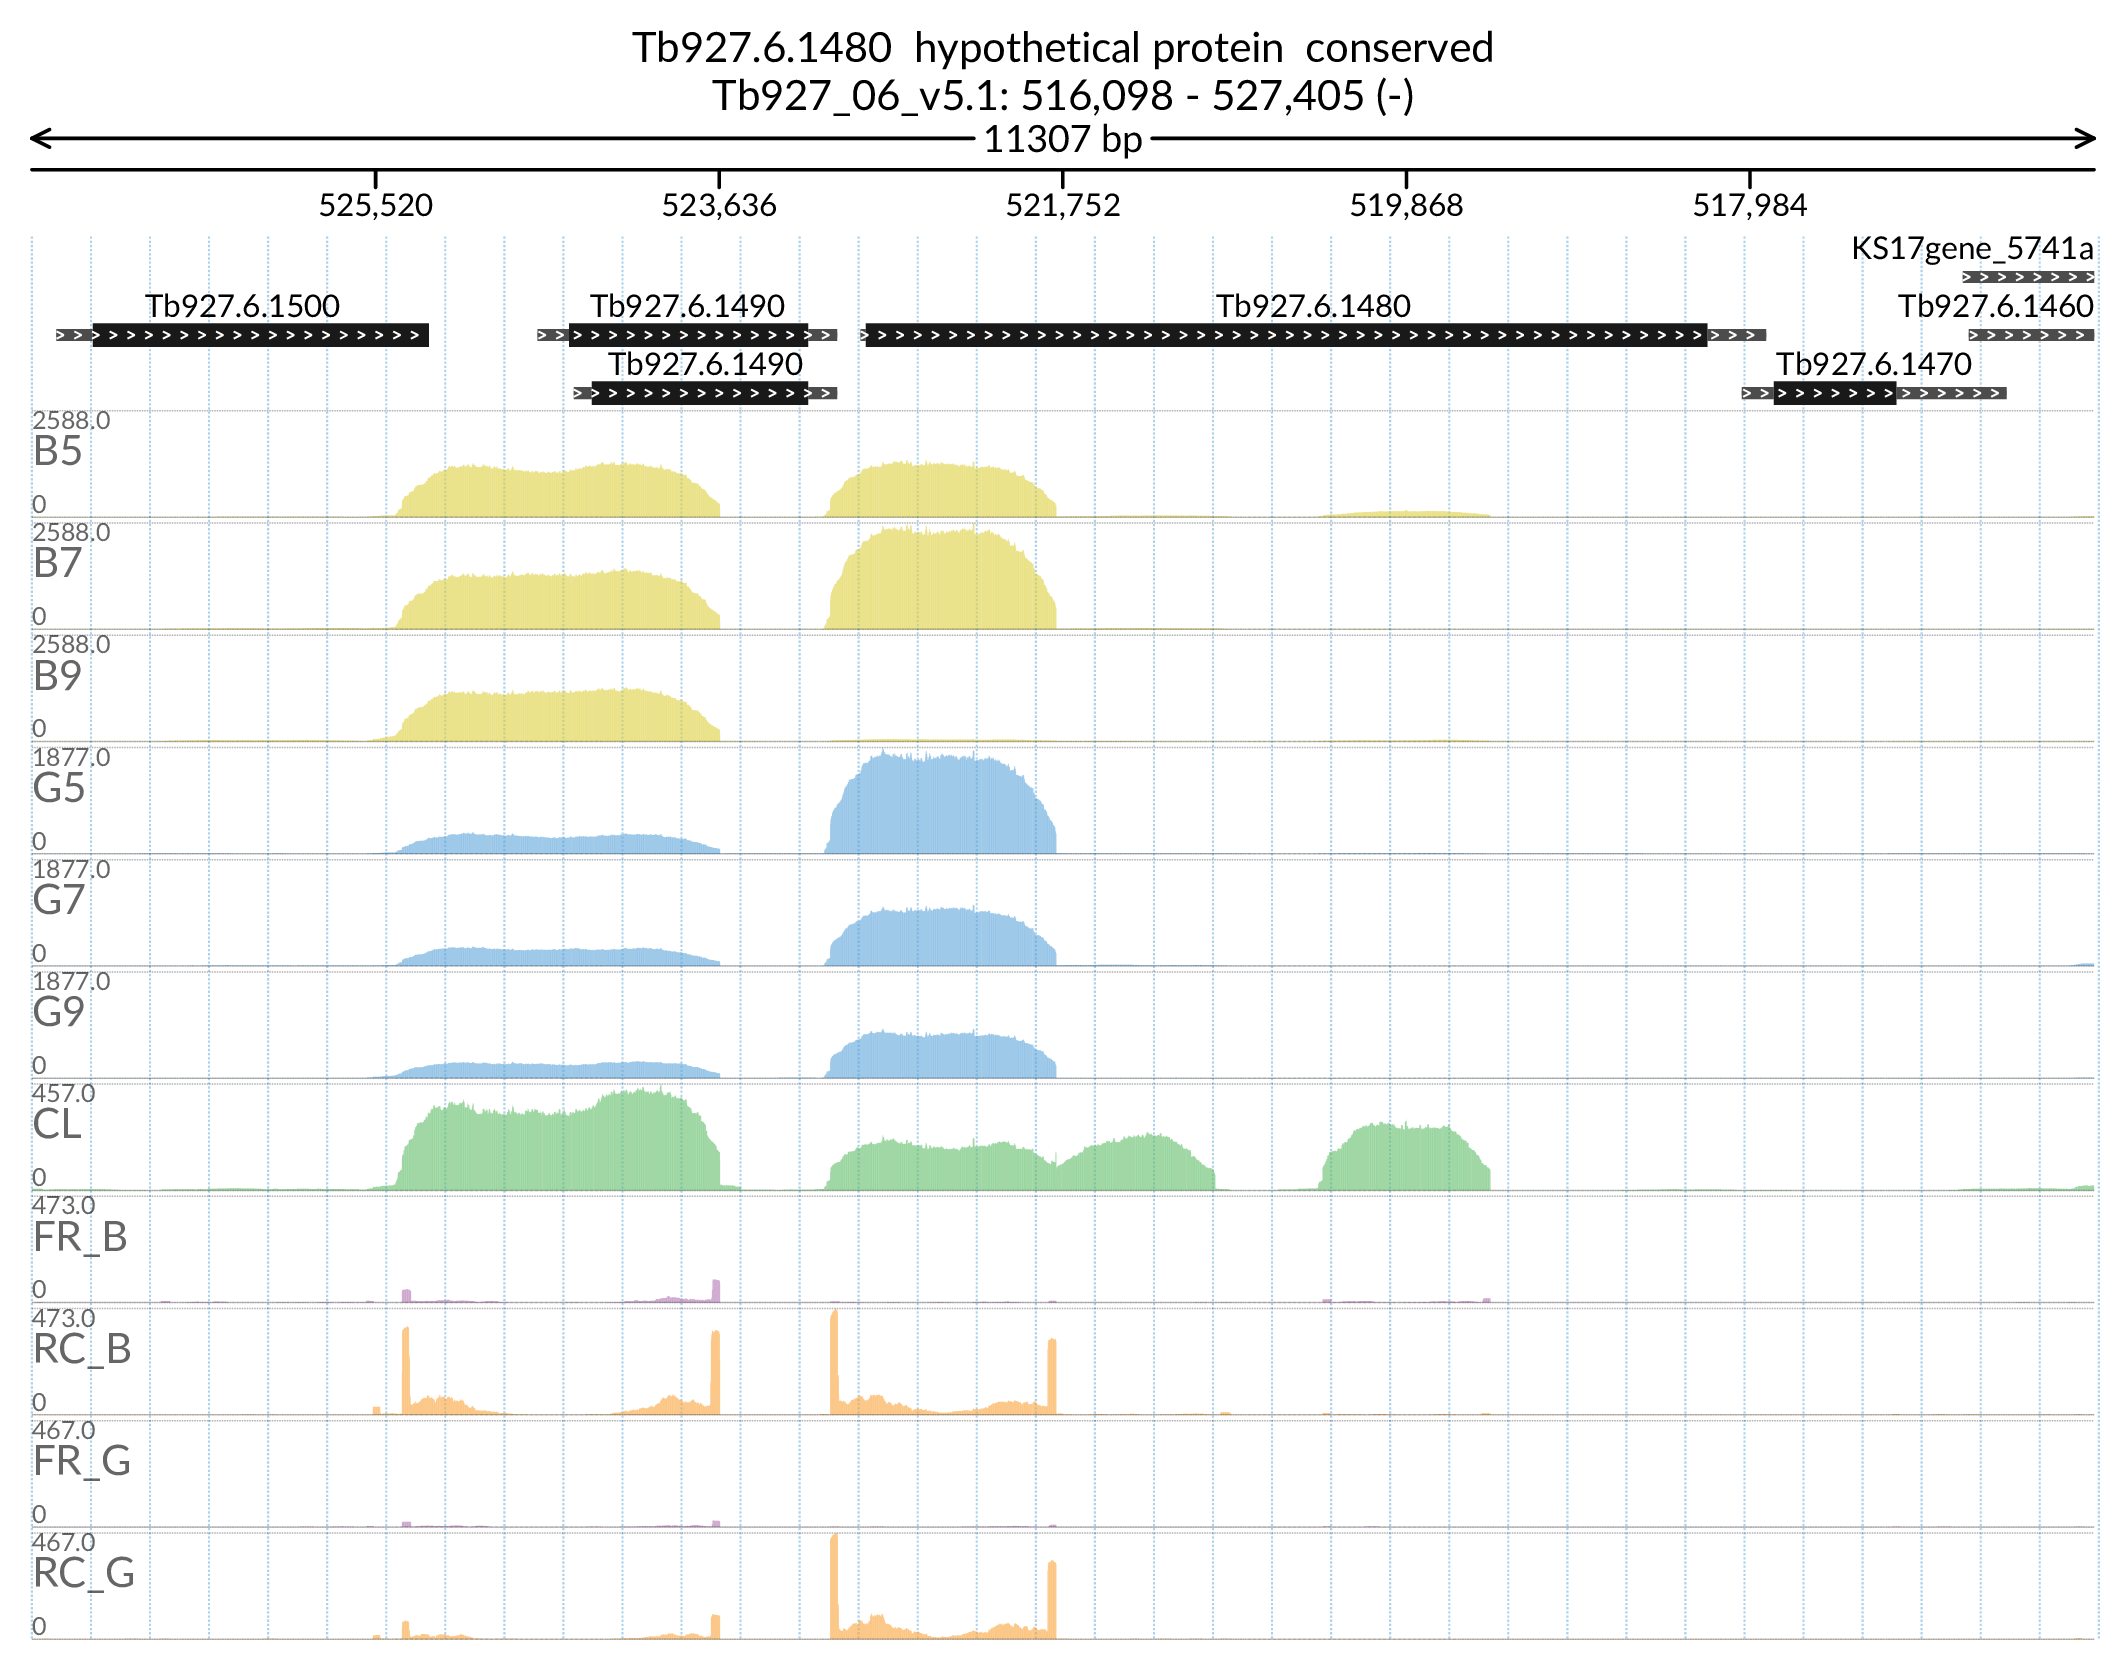 Tb927.6.1480  hypothetical protein  conserved
Tb927_06_v5.1: 516,098 - 527,405 (-)
11307 bp
525,520 523,636 521,752 519,868 517,984
KS17gene_5741a
Tb927.6.1500 Tb927.6.1490 Tb927.6.1480 Tb927.6.1460
Tb927.6.1490 Tb927.6.1470
2588.0
B5
0
2588.0
B7
0
2588.0
B9
0
1877.0
G5
0
1877.0
G7
0
1877.0
G9
0
457.0
CL
0
473.0
FR_B
0
473.0
RC_B
0
467.0
FR_G
0
467.0
RC_G
0